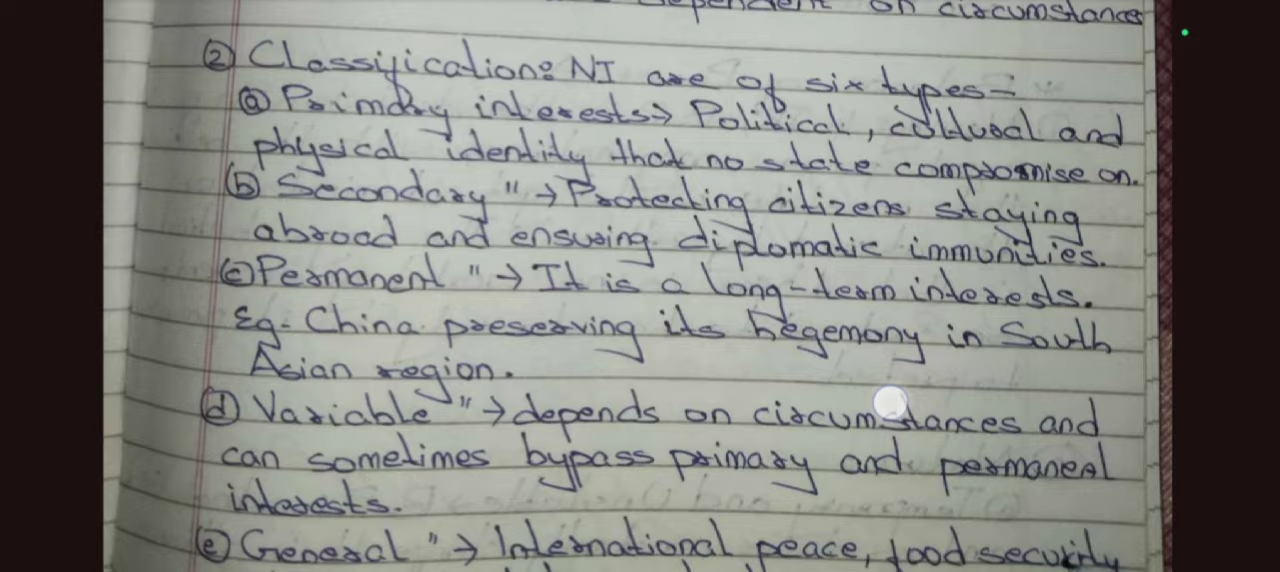 dependent on circumstances
② Classification: NI are of six types-:
ⓐ Primary interests→ Political, cultural and
physical identity that no state compromise on.
ⓑ Secondary " → Protecting citizens staying
abroad and ensuring diplomatic immunities.
ⓒ Permanent " → It is a long-term interests.
Eg- China preserving its hegemony in South
Asian region.
ⓓ Variable " → depends on circumstances and
can sometimes bypass primary and permanent
interests.
ⓔ General " → International peace, food security